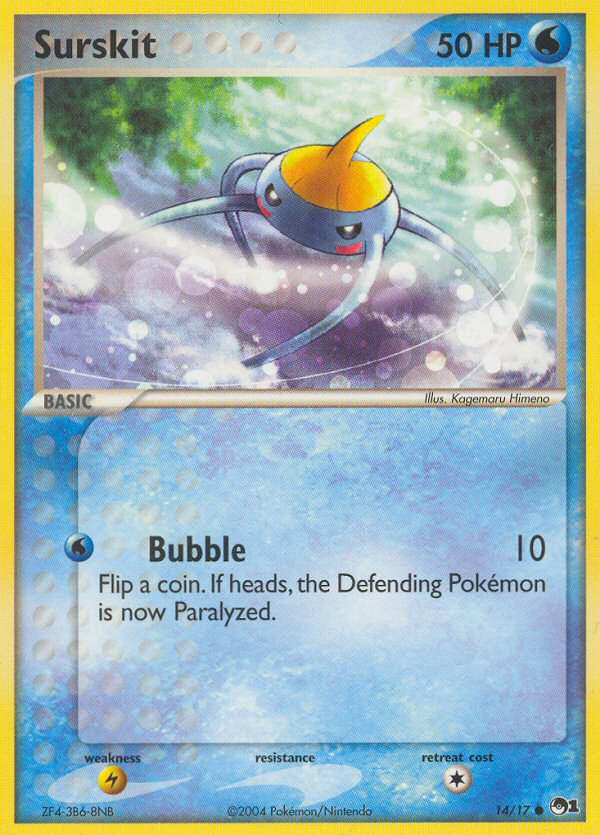 Surskit 50 HP
BASIC
Illus. Kagemaru Himeno
Bubble 10
Flip a coin. If heads, the Defending Pokémon
is now Paralyzed.
weakness resistance retreat cost
ZF4-3B6-8NB ©2004 Pokémon/Nintendo 14/17 ● 1